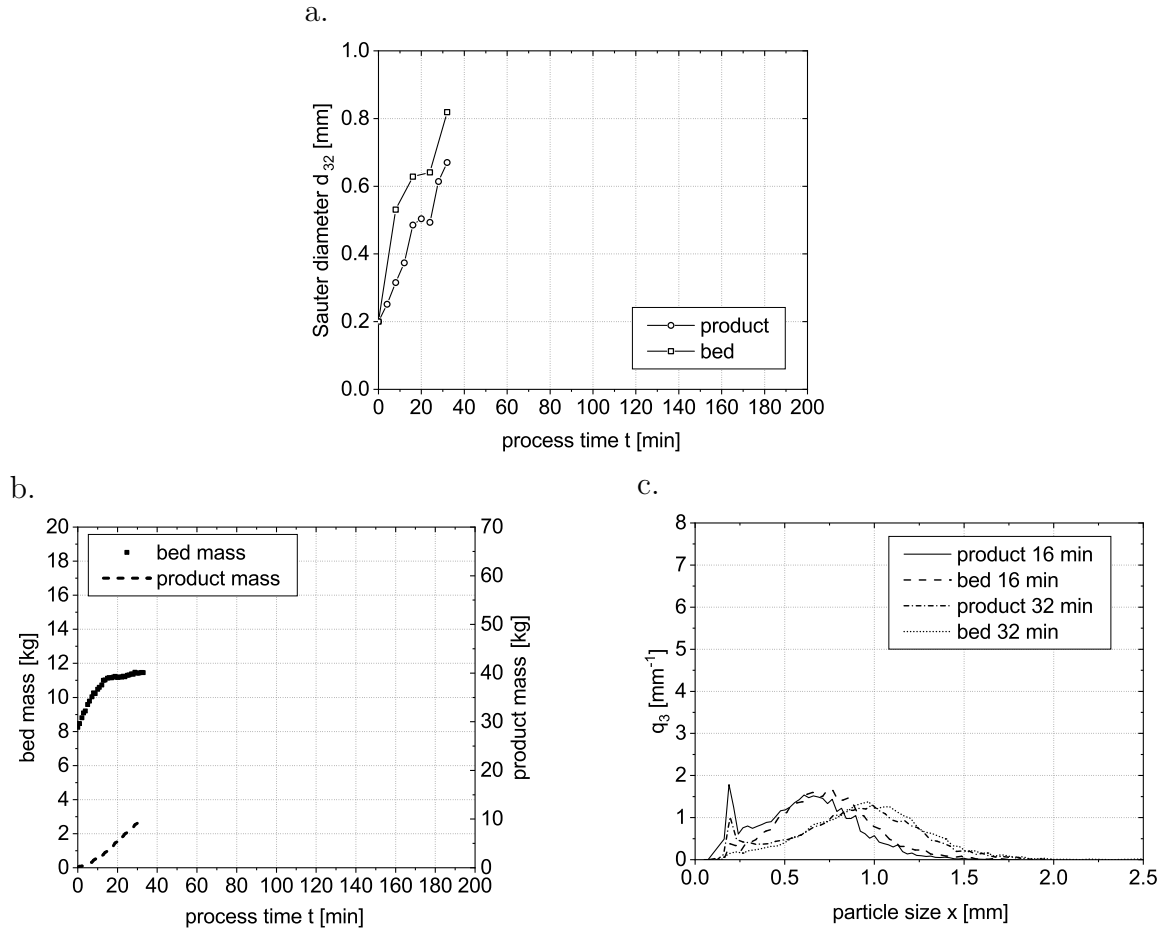 a.
1.0
0.8
0.6
0.4
0.2
0.0
Sauter diameter d32 [mm]
product
bed
0 20 40 60 80 100 120 140 160 180 200
process time t [min]
b.
20
18
16
14
12
10
8
6
4
2
0
bed mass [kg]
bed mass
product mass
70
60
50
40
30
20
10
0
product mass [kg]
0 20 40 60 80 100 120 140 160 180 200
process time t [min]
c.
8
7
6
5
4
3
2
1
0
q3 [mm-1]
product 16 min
bed 16 min
product 32 min
bed 32 min
0.0 0.5 1.0 1.5 2.0 2.5
particle size x [mm]